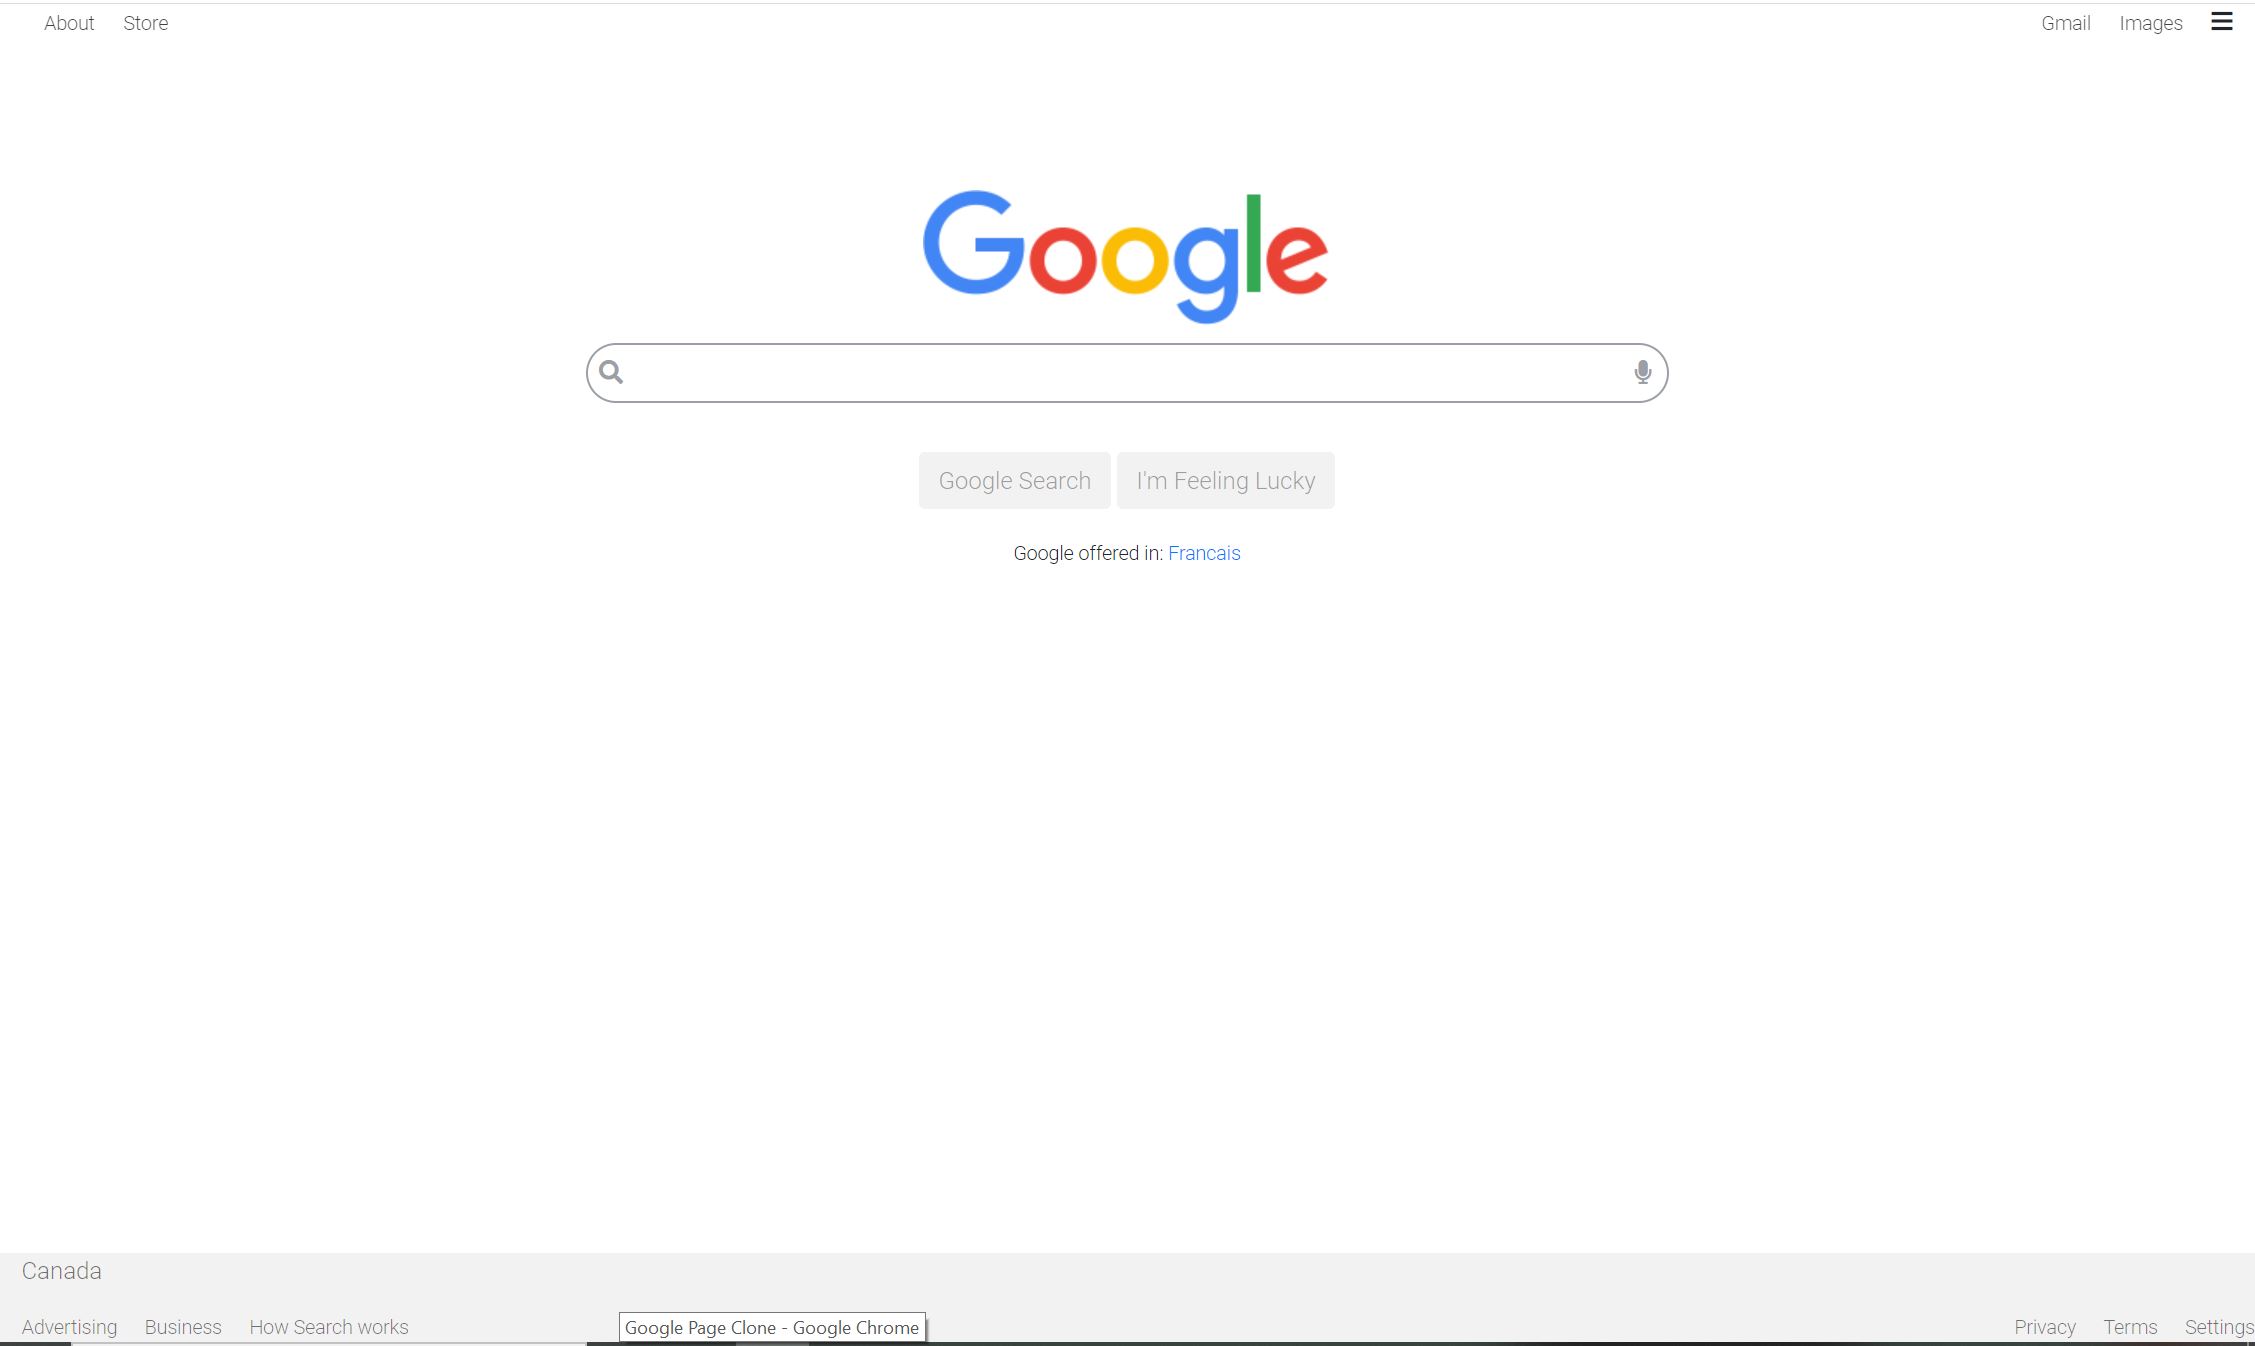 About Store Gmail Images
Google
Google Search I'm Feeling Lucky
Google offered in: Francais
Canada
Advertising Business How Search works Google Page Clone - Google Chrome Privacy Terms Settings